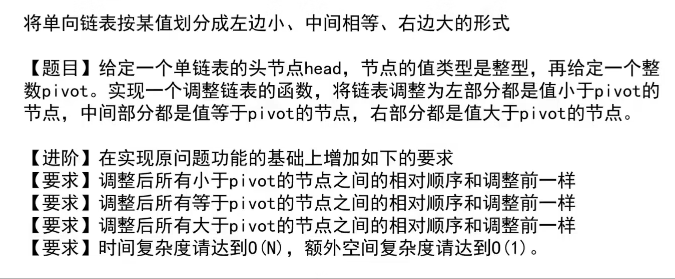 将单向链表按某值划分成左边小、中间相等、右边大的形式
【题目】给定一个单链表的头节点head，节点的值类型是整型，再给定一个整
数pivot。实现一个调整链表的函数，将链表调整为左部分都是值小于pivot的
节点，中间部分都是值等于pivot的节点，右部分都是值大于pivot的节点。
【进阶】在实现原问题功能的基础上增加如下的要求
【要求】调整后所有小于pivot的节点之间的相对顺序和调整前一样
【要求】调整后所有等于pivot的节点之间的相对顺序和调整前一样
【要求】调整后所有大于pivot的节点之间的相对顺序和调整前一样
【要求】时间复杂度请达到O(N)，额外空间复杂度请达到O(1)。